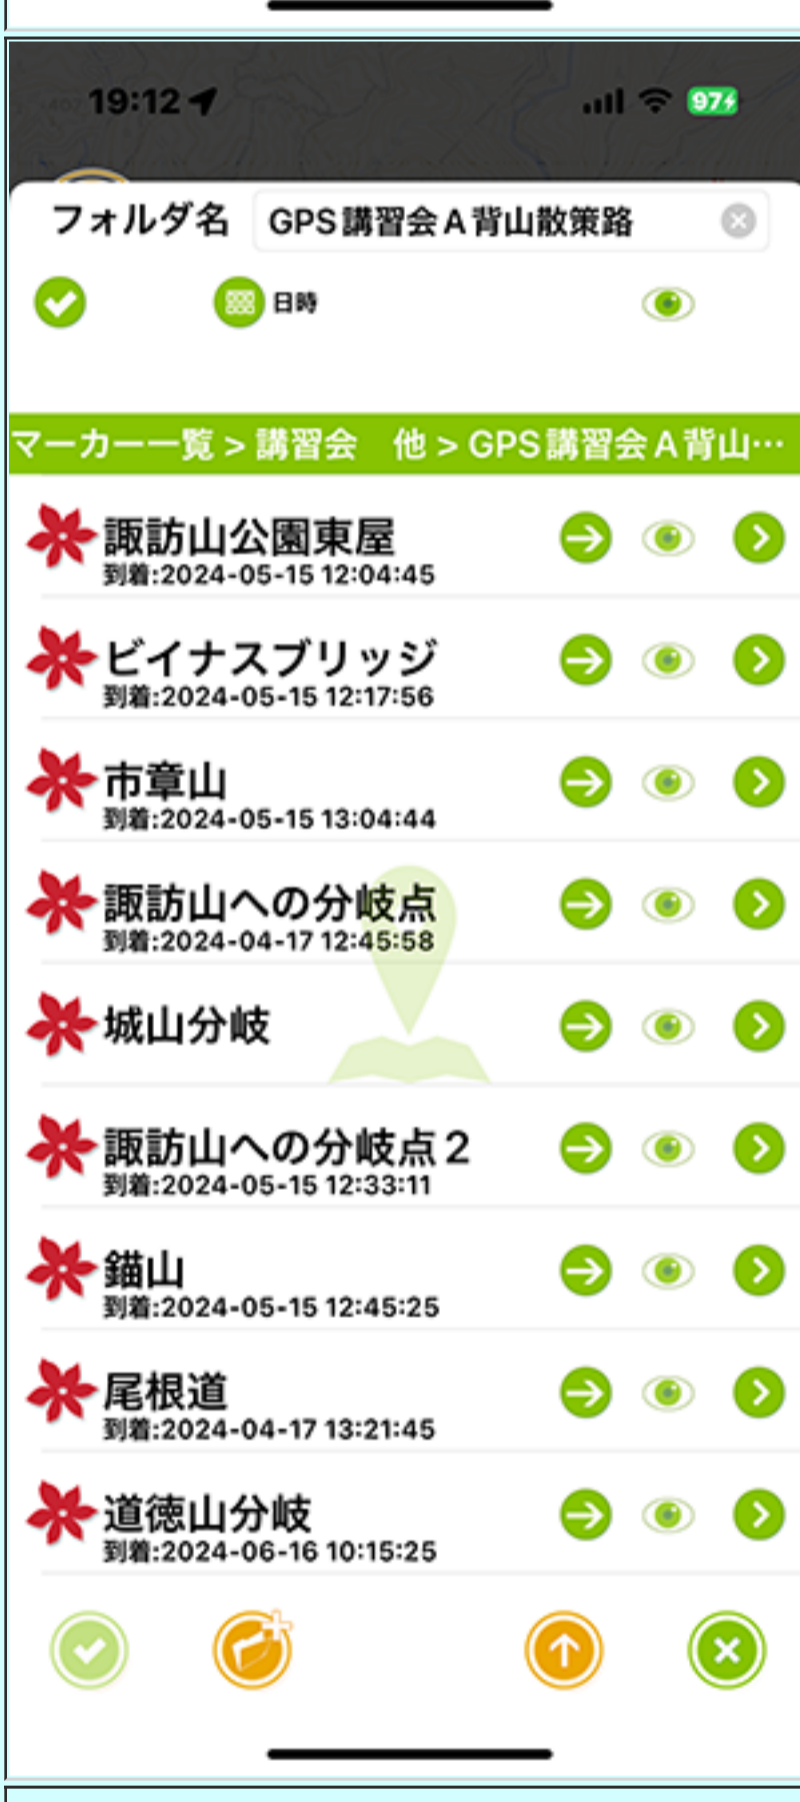 19:12
97
フォルダ名 GPS講習会A背山散策路
日時
マーカー一覧 > 講習会　他 > GPS講習会A背山…
諏訪山公園東屋
到着:2024-05-15 12:04:45
ビイナスブリッジ
到着:2024-05-15 12:17:56
市章山
到着:2024-05-15 13:04:44
諏訪山への分岐点
到着:2024-04-17 12:45:58
城山分岐
諏訪山への分岐点２
到着:2024-05-15 12:33:11
錨山
到着:2024-05-15 12:45:25
尾根道
到着:2024-04-17 13:21:45
道徳山分岐
到着:2024-06-16 10:15:25